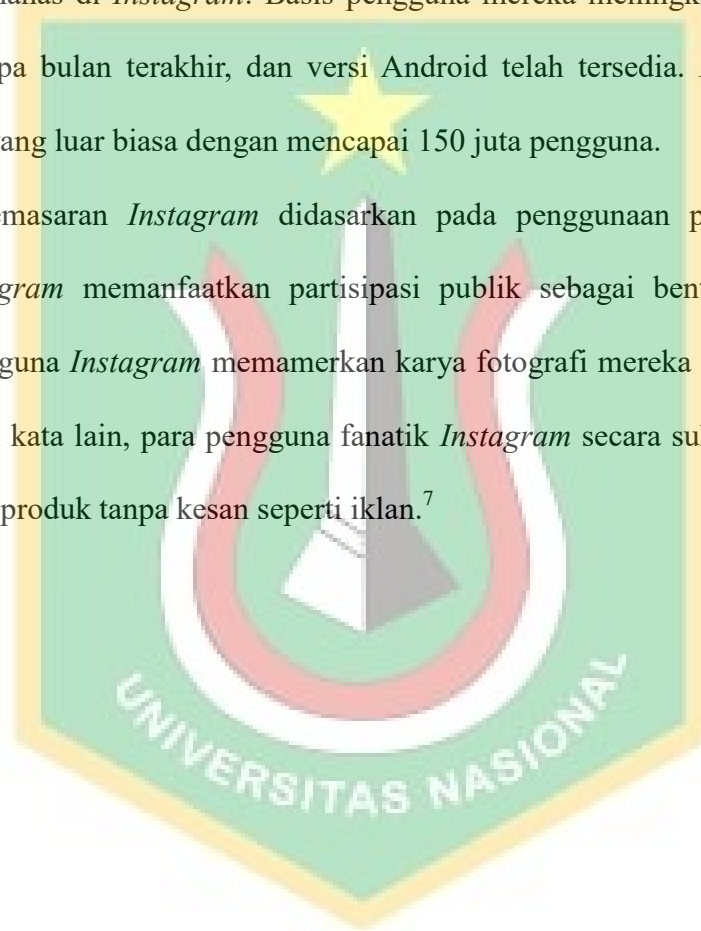 di Instagram. Basis pengguna mereka
pa bulan terakhir, dan versi Android telah tersedia.
ang luar biasa dengan mencapai 150 juta pengguna.
emasaran Instagram didasarkan pada penggunaan p
gram memanfaatkan partisipasi publik sebagai ben
guna Instagram memamerkan karya fotografi mereka
kata lain, para pengguna fanatik Instagram secara su
produk tanpa kesan seperti iklan.7
UNIVERSITAS NASIONAL